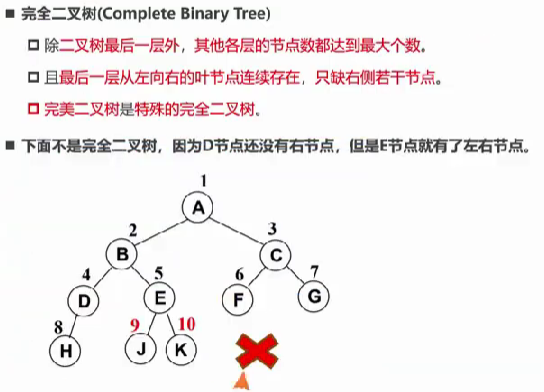 完全二叉树(Complete Binary Tree)
除二叉树最后一层外，其他各层的节点数都达到最大个数。
且最后一层从左向右的叶节点连续存在，只缺右侧若干节点。
完美二叉树是特殊的完全二叉树。
下面不是完全二叉树，因为D节点还没有右节点，但是E节点就有了左右节点。
1
A
2 3
B C
4 5 6 7
D E F G
8 9 10
H J K